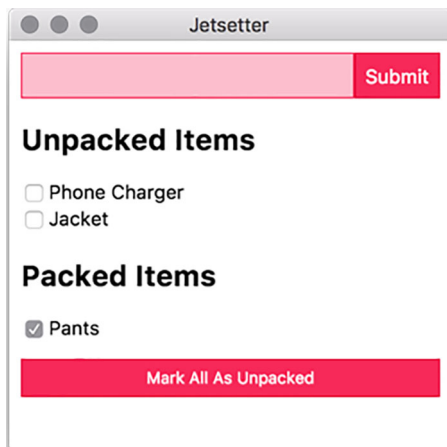 Jetsetter
Submit
Unpacked Items
Phone Charger
Jacket
Packed Items
Pants
Mark All As Unpacked